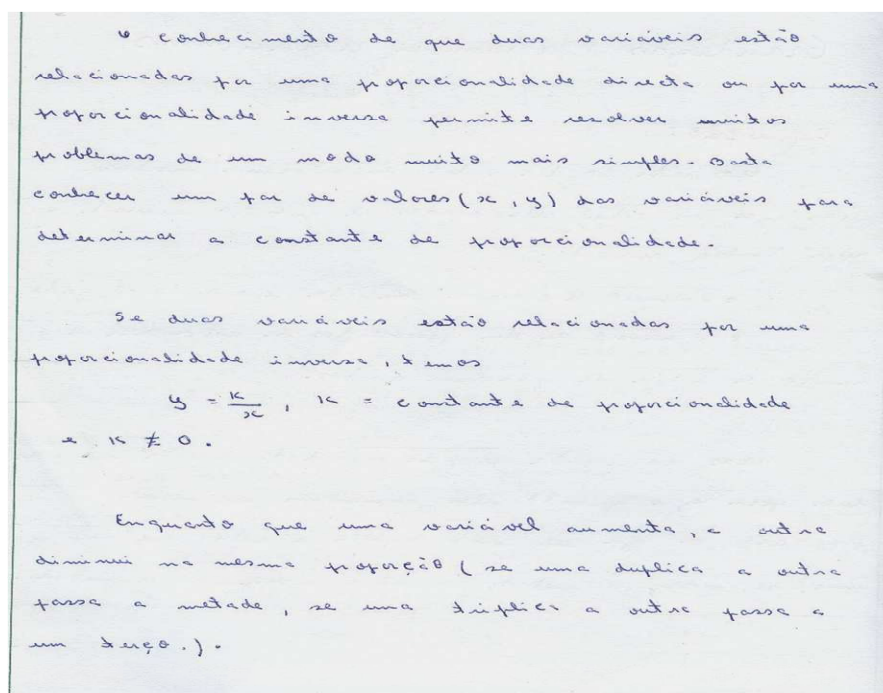 O conhecimento de que duas variáveis estão
relacionadas por uma proporcionalidade directa ou por uma
proporcionalidade inversa permite resolver muitos
problemas de um modo muito mais simples. Basta
conhecer um par de valores (x, y) das variáveis para
determinar a constante de proporcionalidade.
Se duas variáveis estão relacionadas por uma
proporcionalidade inversa, temos
y = k/x, k = constante de proporcionalidade
e k ≠ 0.
Enquanto que uma variável aumenta, a outra
diminui na mesma proporção (se uma duplica a outra
passa a metade, se uma triplica a outra passa a
um terço.).